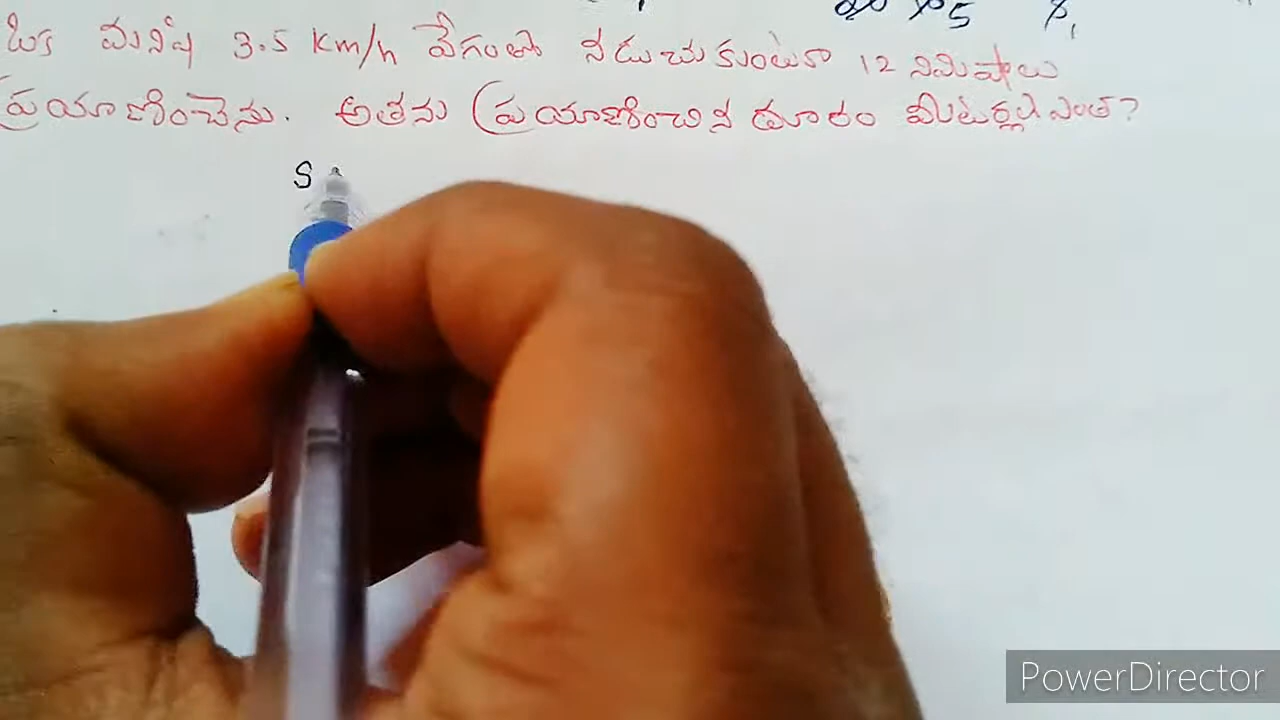 ఒక మనిషి 3.5 Km/h వేగంతో నడుచుకుంటూ 12 నిమిషాలు
ప్రయాణించెను. అతను ప్రయాణించిన దూరం మీటర్లలో ఎంత?
S
PowerDirector